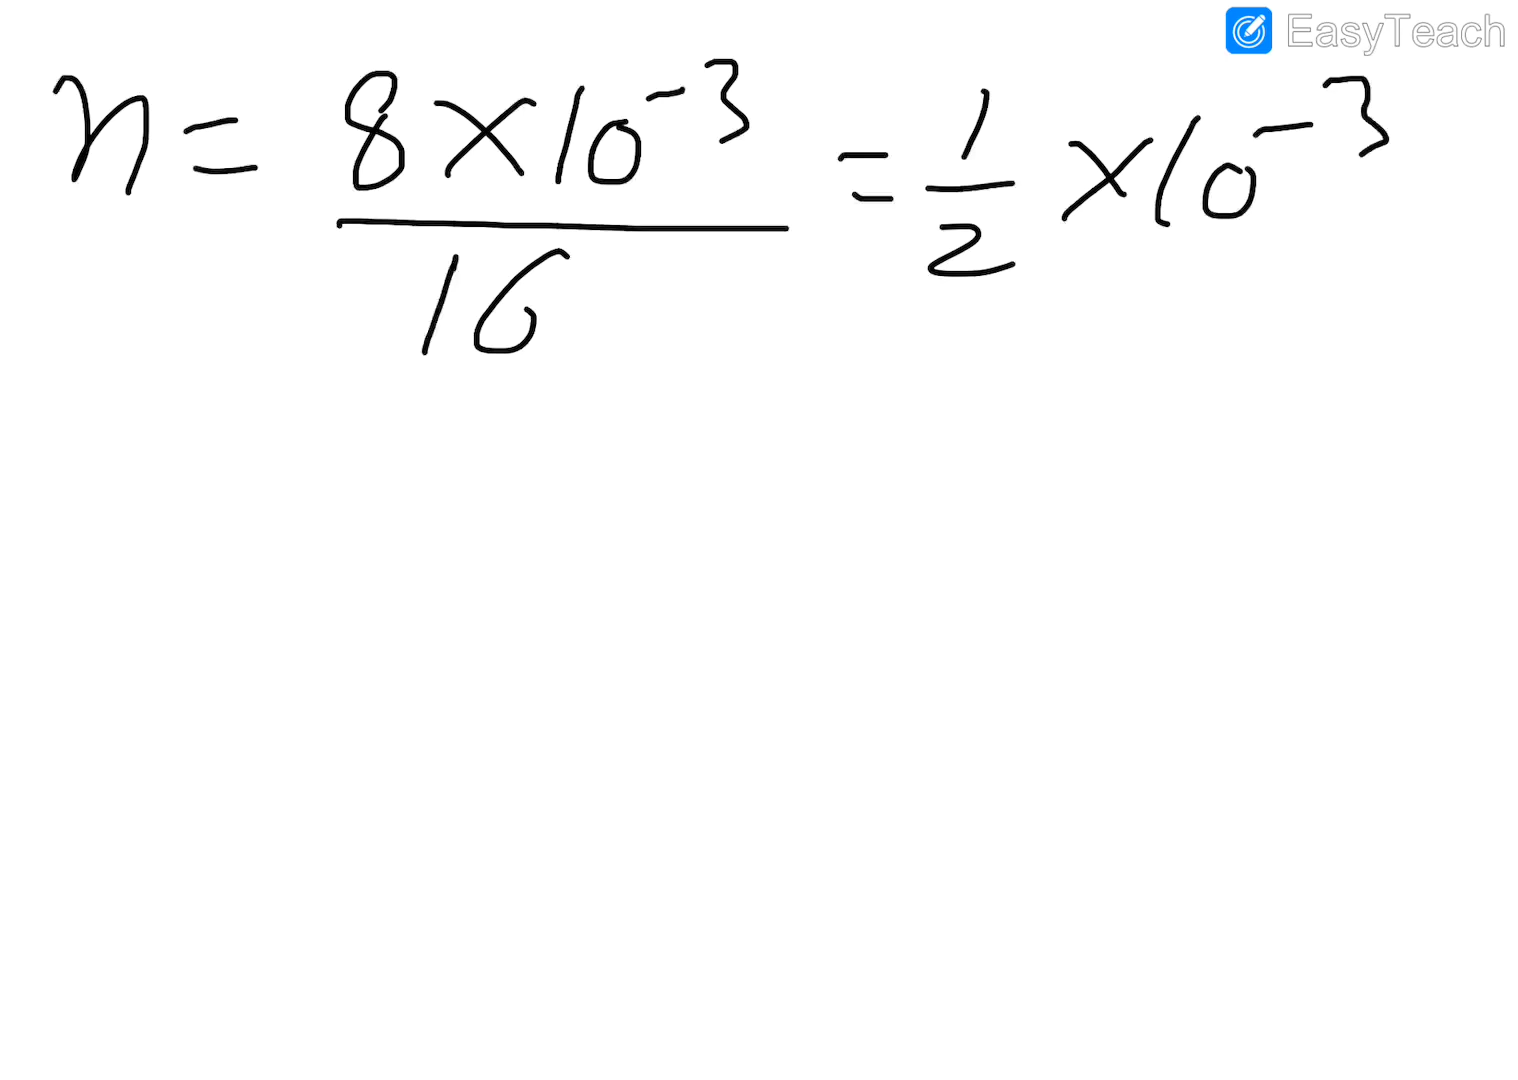 EasyTeach
n = 8×10⁻³ / 16 = 1/2 ×10⁻³